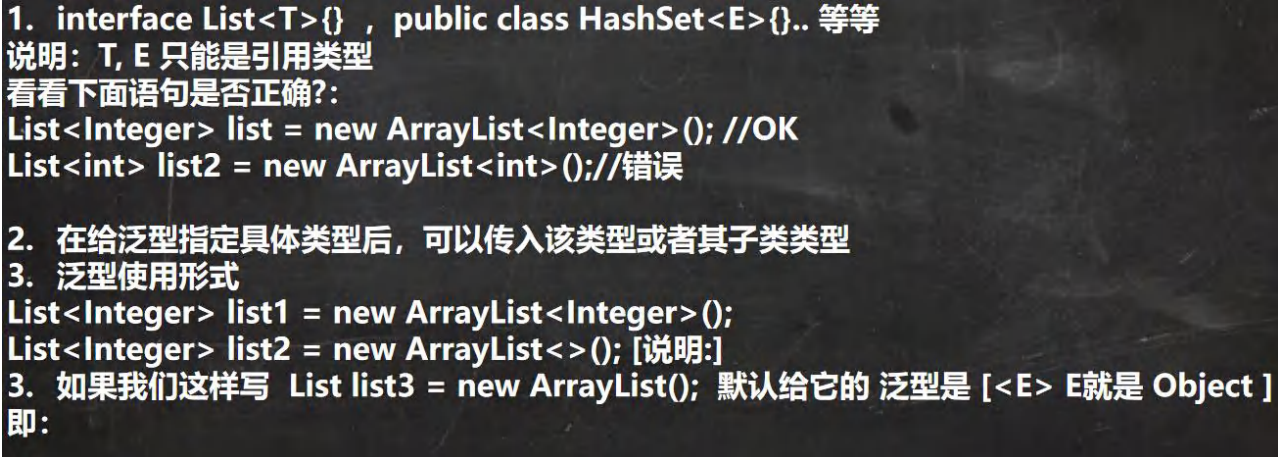 1. interface List<T>{} , public class HashSet<E>{}.. 等等
说明：T, E 只能是引用类型
看看下面语句是否正确?：
List<Integer> list = new ArrayList<Integer>(); //OK
List<int> list2 = new ArrayList<int>();//错误
2. 在给泛型指定具体类型后，可以传入该类型或者其子类类型
3. 泛型使用形式
List<Integer> list1 = new ArrayList<Integer>();
List<Integer> list2 = new ArrayList<>(); [说明:]
3. 如果我们这样写 List list3 = new ArrayList(); 默认给它的 泛型是 [<E> E就是 Object ]
即：